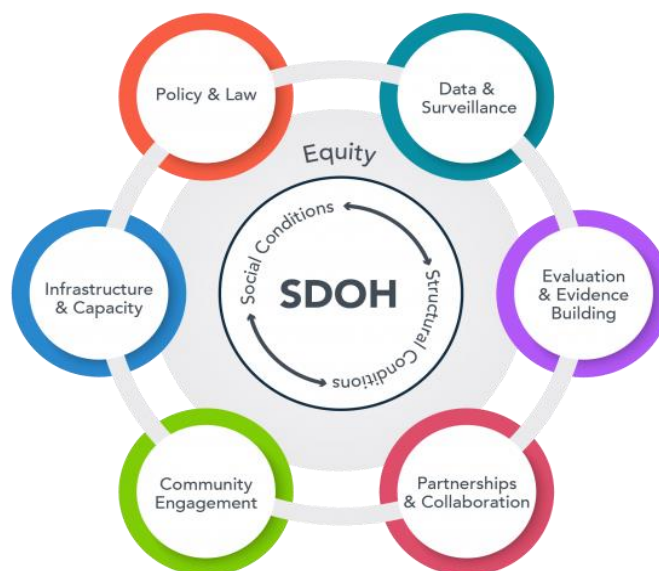 Policy & Law
Data &
Surveillance
Equity
Social Conditions
SDOH
Structural Conditions
Infrastructure
& Capacity
Evaluation
& Evidence
Building
Community
Engagement
Partnerships
& Collaboration